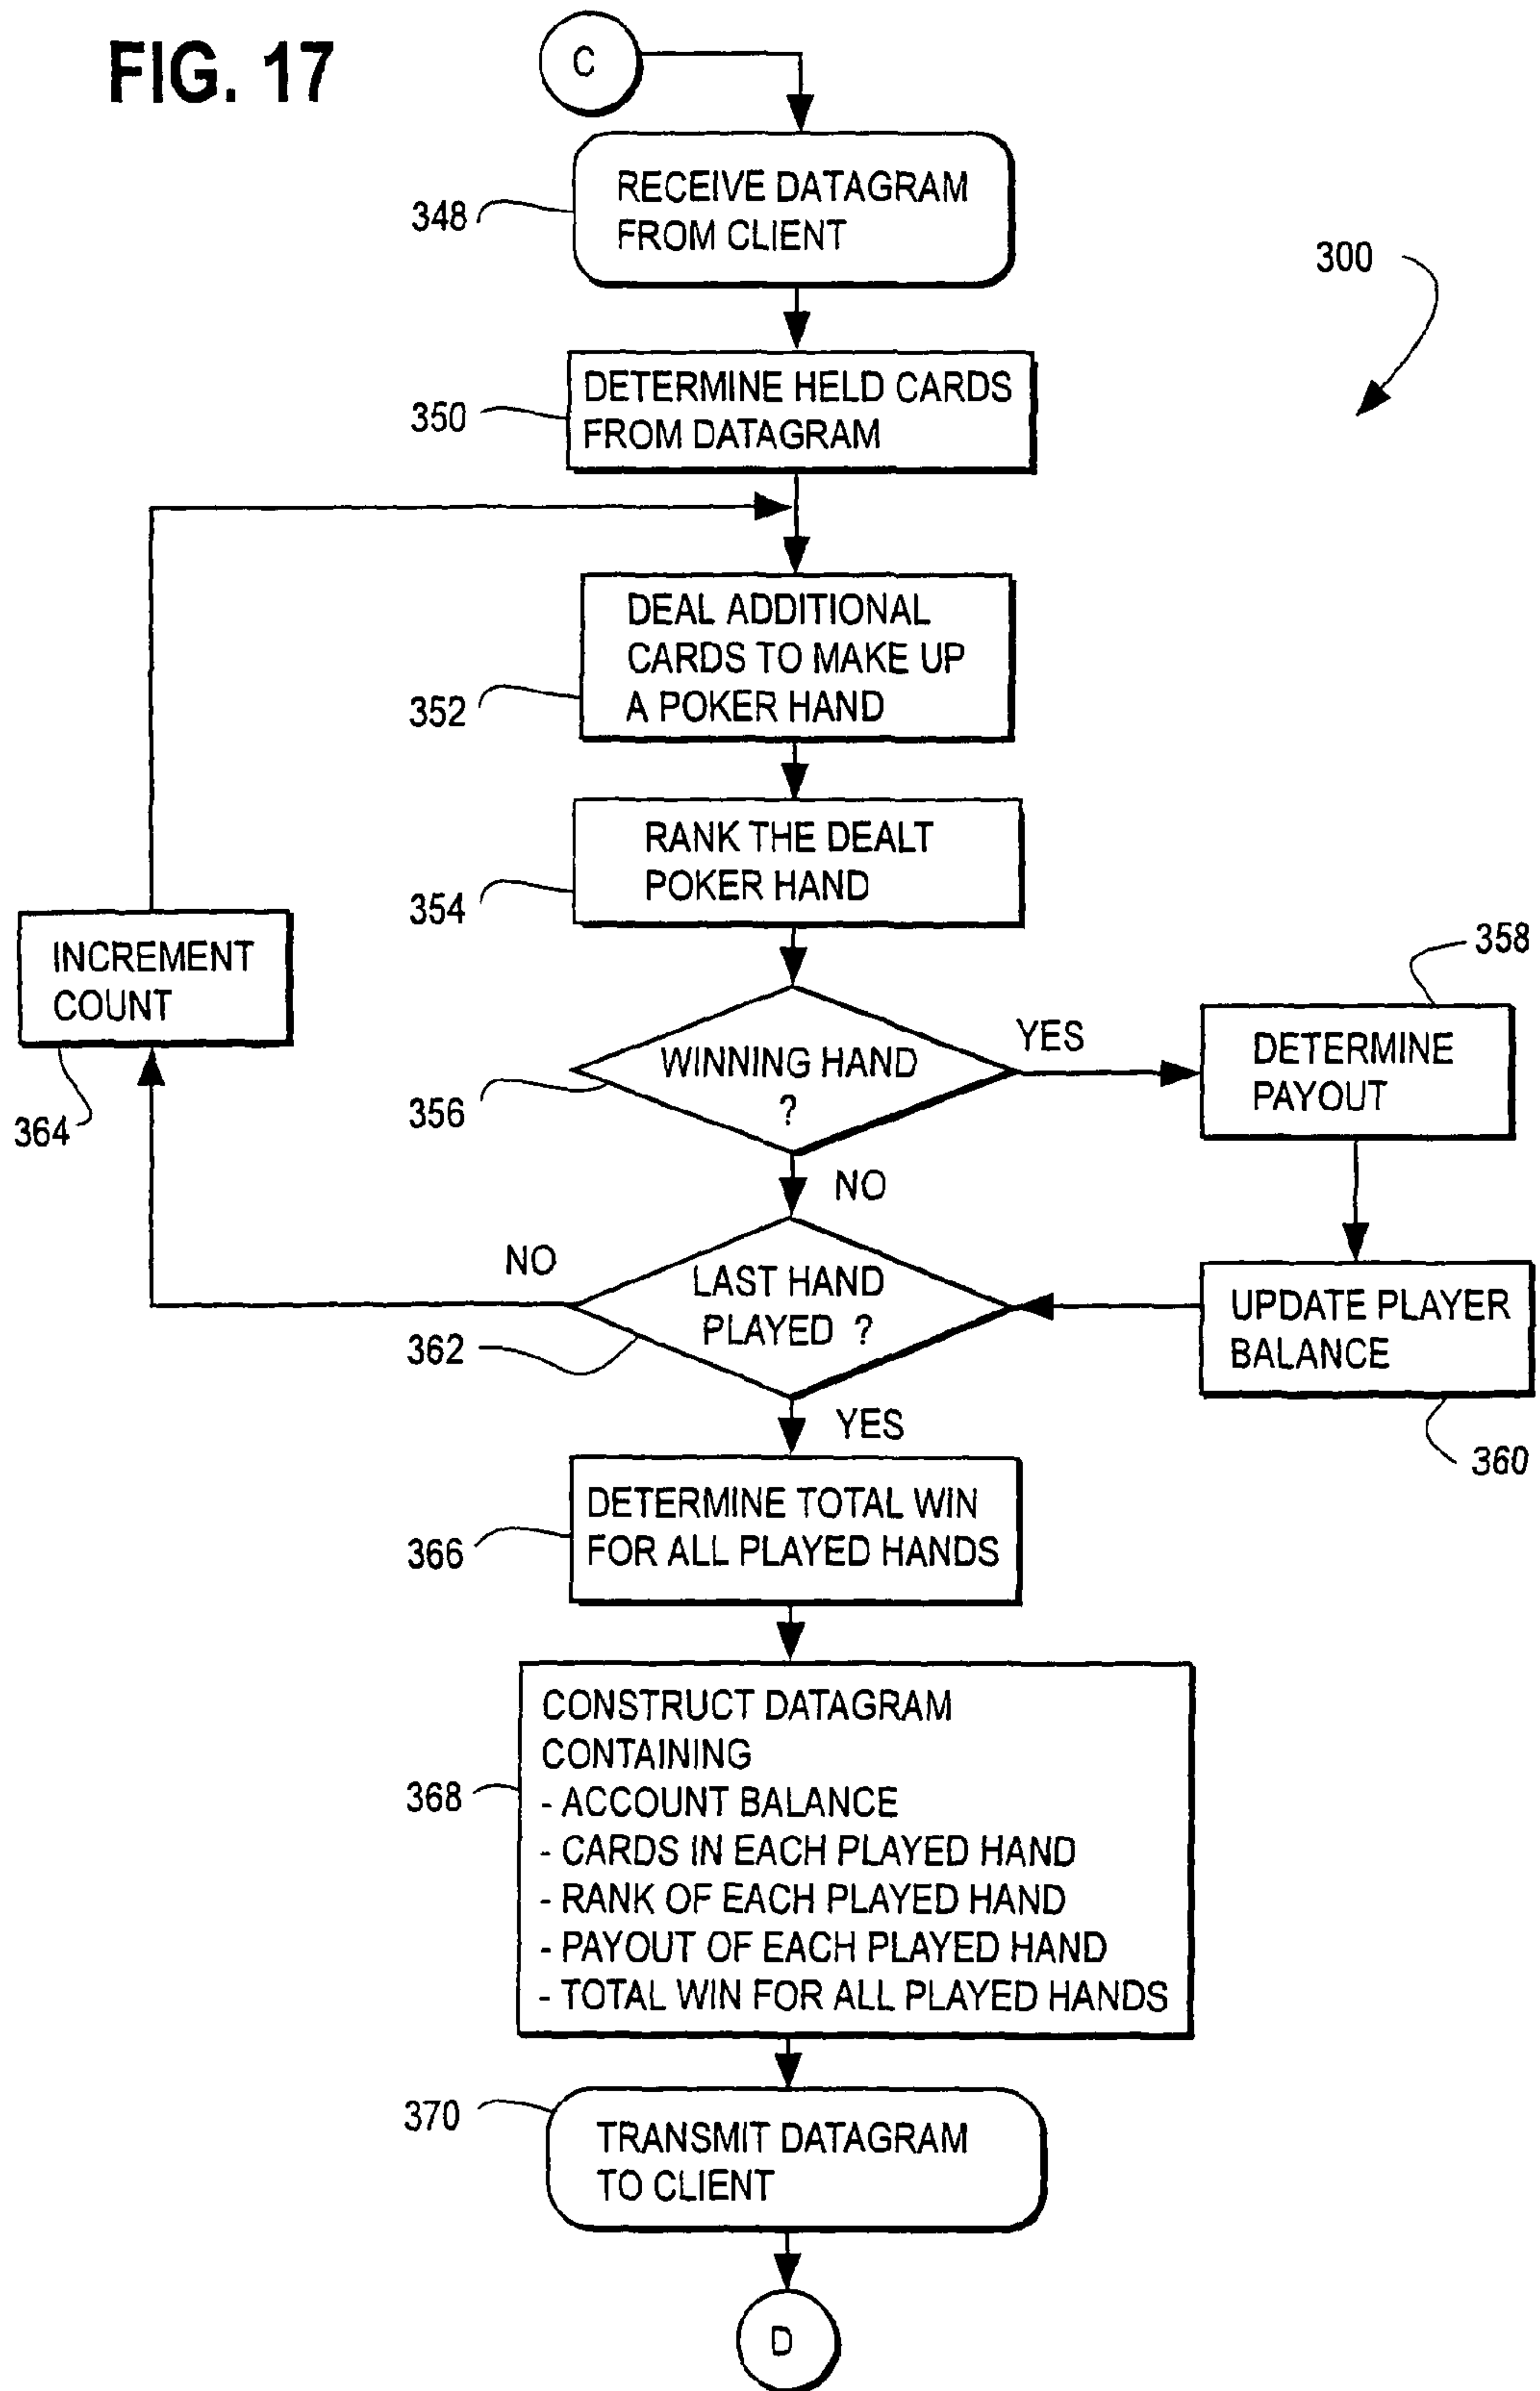 FIG. 17
C
RECEIVE DATAGRAM
FROM CLIENT
348
300
DETERMINE HELD CARDS
FROM DATAGRAM
350
DEAL ADDITIONAL
CARDS TO MAKE UP
A POKER HAND
352
RANK THE DEALT
POKER HAND
354
INCREMENT
COUNT
364
358
WINNING HAND
?
356
YES
DETERMINE
PAYOUT
NO
NO
LAST HAND
PLAYED ?
362
UPDATE PLAYER
BALANCE
360
YES
DETERMINE TOTAL WIN
FOR ALL PLAYED HANDS
366
CONSTRUCT DATAGRAM
CONTAINING
- ACCOUNT BALANCE
- CARDS IN EACH PLAYED HAND
- RANK OF EACH PLAYED HAND
- PAYOUT OF EACH PLAYED HAND
- TOTAL WIN FOR ALL PLAYED HANDS
368
370
TRANSMIT DATAGRAM
TO CLIENT
D